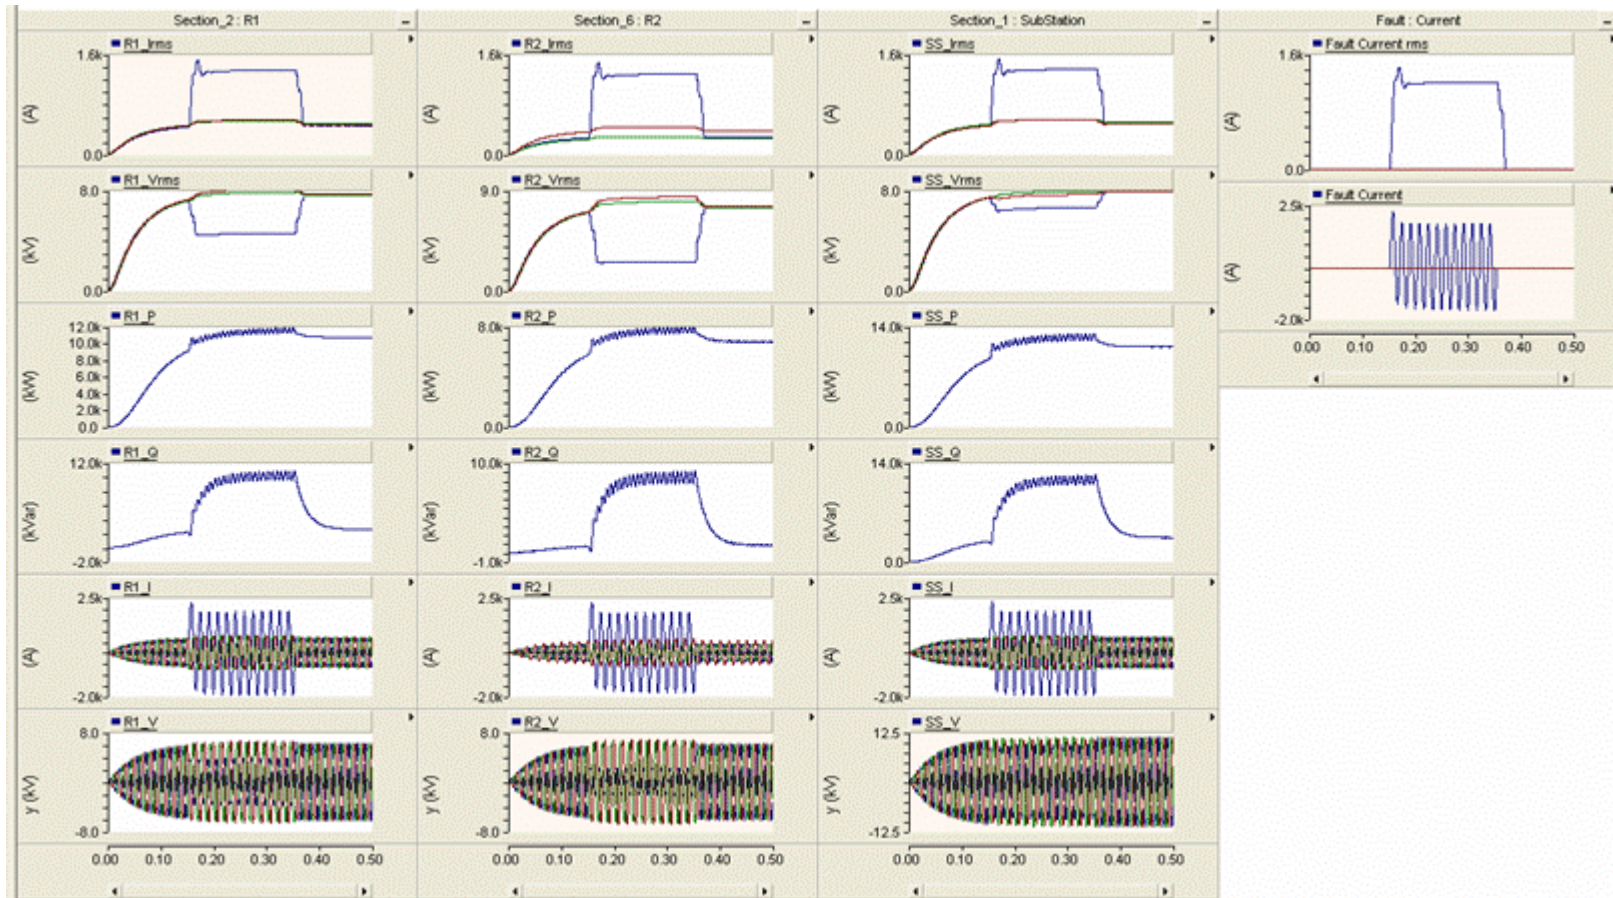 Section_2 : R1
Section_6 : R2
Section_1 : SubStation
Fault : Current
R1_Irms
R2_Irms
SS_Irms
Fault Current rms
1.6k
1.6k
1.6k
1.6k
(A)
(A)
(A)
(A)
0.0
0.0
0.0
0.0
R1_Vrms
R2_Vrms
SS_Vrms
Fault Current
8.0
9.0
8.0
2.5k
(kV)
(kV)
(kV)
(A)
0.0
0.0
0.0
-2.0k
0.00 0.10 0.20 0.30 0.40 0.50
R1_P
R2_P
SS_P
12.0k
10.0k
8.0k
6.0k
4.0k
2.0k
0.0
8.0k
0.0
14.0k
0.0
(kW)
(kW)
(kW)
R1_Q
R2_Q
SS_Q
12.0k
10.0k
14.0k
(kVar)
(kVar)
(kVar)
-2.0k
-1.0k
0.0
R1_I
R2_I
SS_I
2.5k
2.5k
2.5k
(A)
(A)
(A)
-2.0k
-2.0k
-2.0k
R1_V
R2_V
SS_V
8.0
8.0
12.5
y (kV)
y (kV)
y (kV)
-8.0
-8.0
-12.5
0.00 0.10 0.20 0.30 0.40 0.50
0.00 0.10 0.20 0.30 0.40 0.50
0.00 0.10 0.20 0.30 0.40 0.50